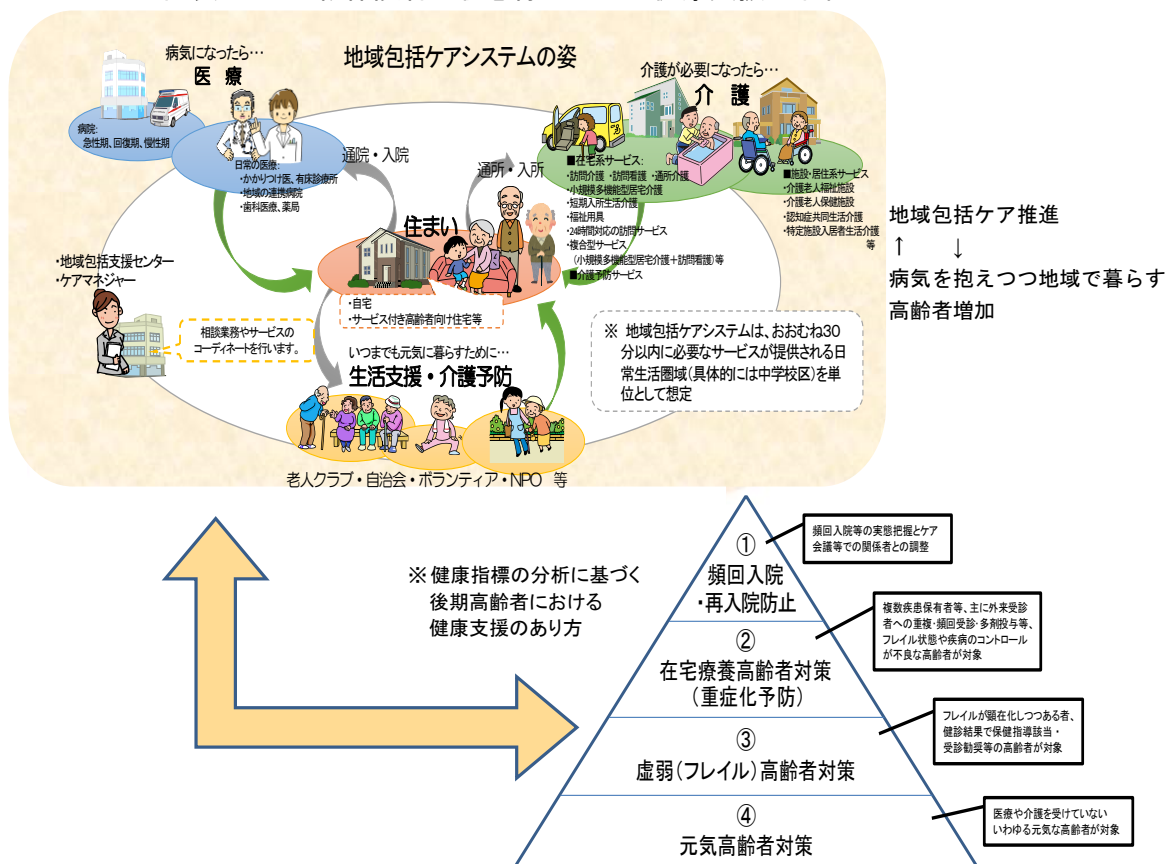 地域包括ケアシステムの姿
病気になったら…
医 療
病院:
急性期、回復期、慢性期
日常の医療:
・かかりつけ医、有床診療所
・地域の連携病院
・歯科医療、薬局
通院・入院
通所・入所
住まい
・自宅
・サービス付き高齢者向け住宅等
介護が必要になったら…
介 護
■在宅系サービス:
・訪問介護 ・訪問看護 ・通所介護
・小規模多機能型居宅介護
・短期入所生活介護
・福祉用具
・24時間対応の訪問サービス
・複合型サービス
(小規模多機能型居宅介護+訪問看護)等
■介護予防サービス
■施設・居住系サービス
・介護老人福祉施設
・介護老人保健施設
・認知症共同生活介護
・特定施設入居者生活介護
等
・地域包括支援センター
・ケアマネジャー
相談業務やサービスの
コーディネートを行います。
いつまでも元気に暮らすために…
生活支援・介護予防
老人クラブ・自治会・ボランティア・NPO 等
※ 地域包括ケアシステムは、おおむね30
分以内に必要なサービスが提供される日
常生活圏域(具体的には中学校区)を単
位として想定
地域包括ケア推進
↑ ↓
病気を抱えつつ地域で暮らす
高齢者増加
※健康指標の分析に基づく
後期高齢者における
健康支援のあり方
①
頻回入院
・再入院防止
頻回入院等の実態把握とケア
会議等での関係者との調整
②
在宅療養高齢者対策
(重症化予防)
複数疾患保有者等、主に外来受診
者への重複・頻回受診・多剤投与等、
フレイル状態や疾病のコントロール
が不良な高齢者が対象
③
虚弱(フレイル)高齢者対策
フレイルが顕在化しつつある者、
健診結果で保健指導該当・
受診勧奨等の高齢者が対象
④
元気高齢者対策
医療や介護を受けていない
いわゆる元気な高齢者が対象